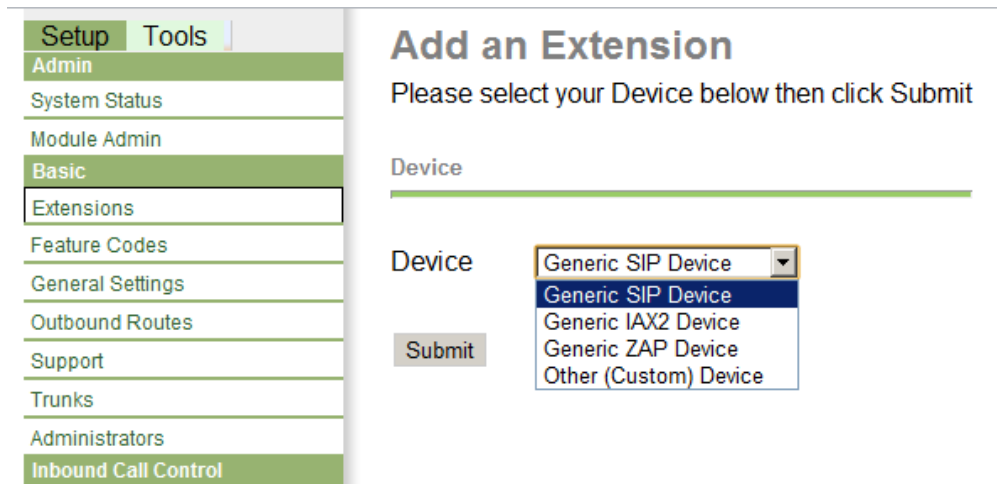 Setup Tools
Admin
System Status
Module Admin
Basic
Extensions
Feature Codes
General Settings
Outbound Routes
Support
Trunks
Administrators
Inbound Call Control
Add an Extension
Please select your Device below then click Submit
Device
Device Generic SIP Device
Generic SIP Device
Generic IAX2 Device
Generic ZAP Device
Other (Custom) Device
Submit